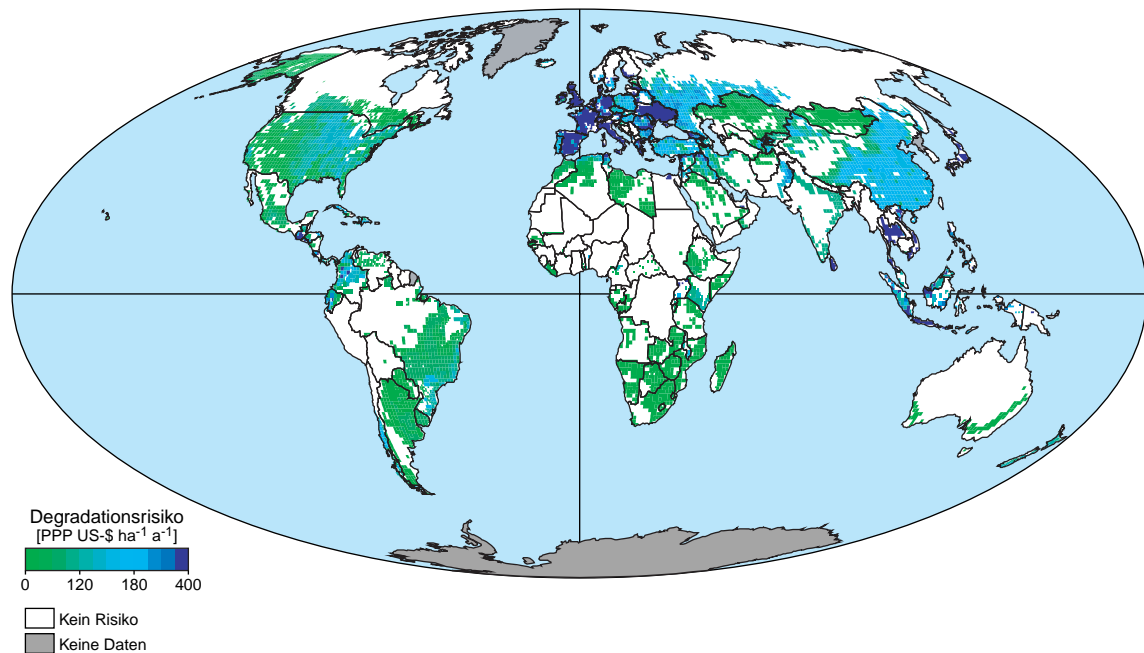 Degradationsrisiko
[PPP US-$ ha⁻¹ a⁻¹]
0 120 180 400
Kein Risiko
Keine Daten